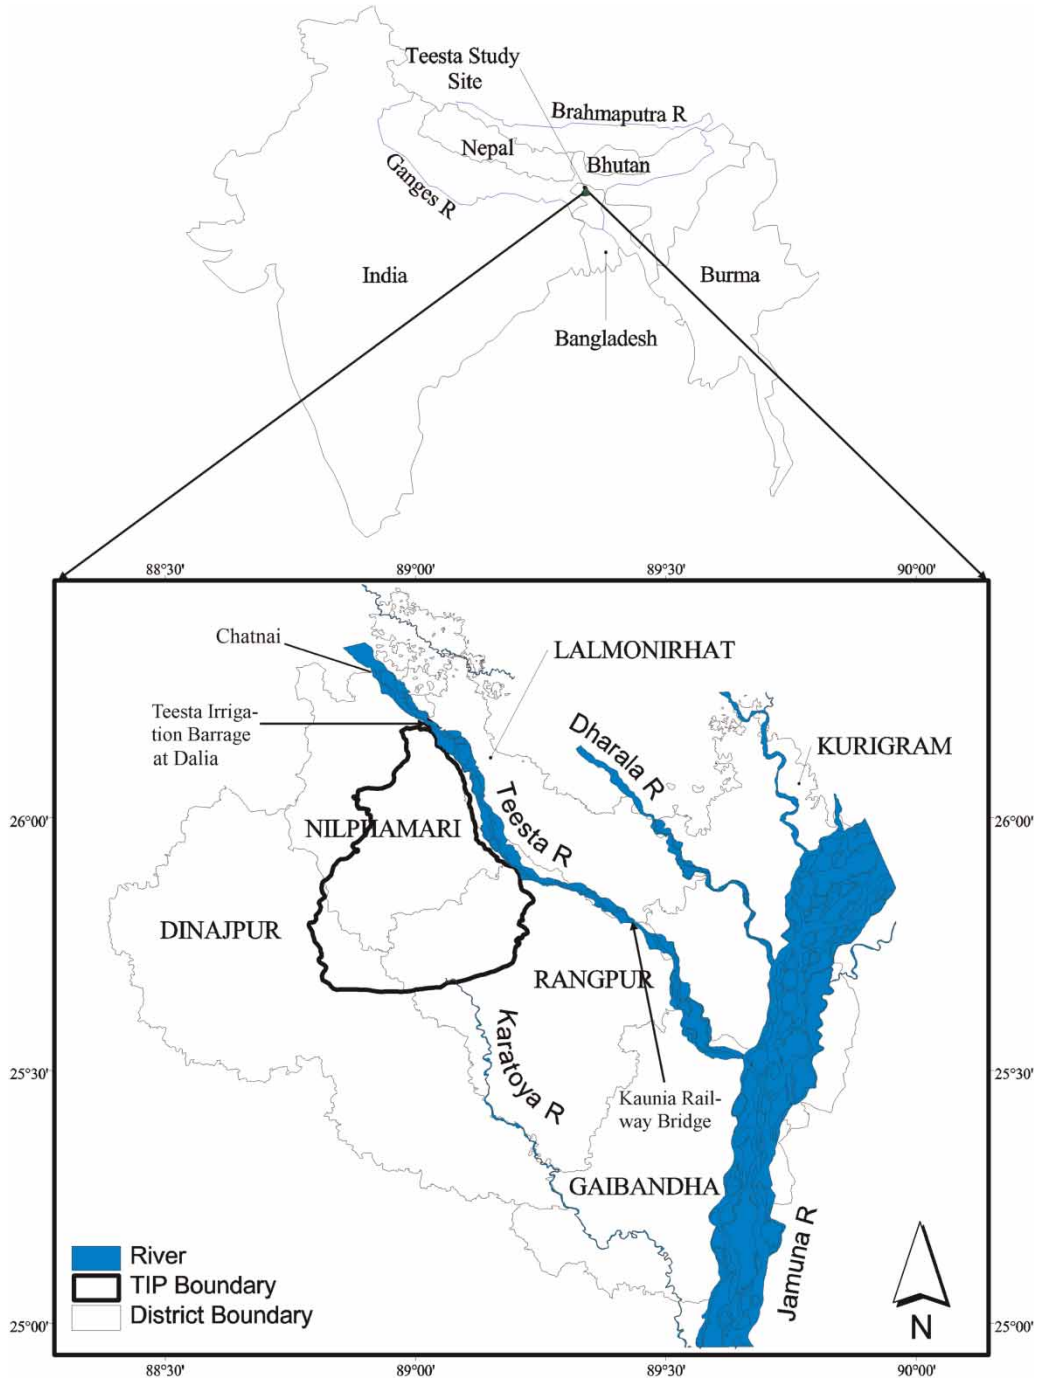 Teesta Study
Site
Brahmaputra R
Nepal
Bhutan
Ganges R
India
Burma
Bangladesh
88°30'
89°00'
89°30'
90°00'
Chatnai
LALMONIRHAT
Teesta Irriga-
tion Barrage
at Dalia
Dharala R
KURIGRAM
26°00'
NILPHAMARI
Teesta R
26°00'
DINAJPUR
RANGPUR
Karatoya R
25°30'
25°30'
Kaunia Rail-
way Bridge
GAIBANDHA
Jamuna R
River
TIP Boundary
District Boundary
N
25°00'
25°00'
88°30'
89°00'
89°30'
90°00'